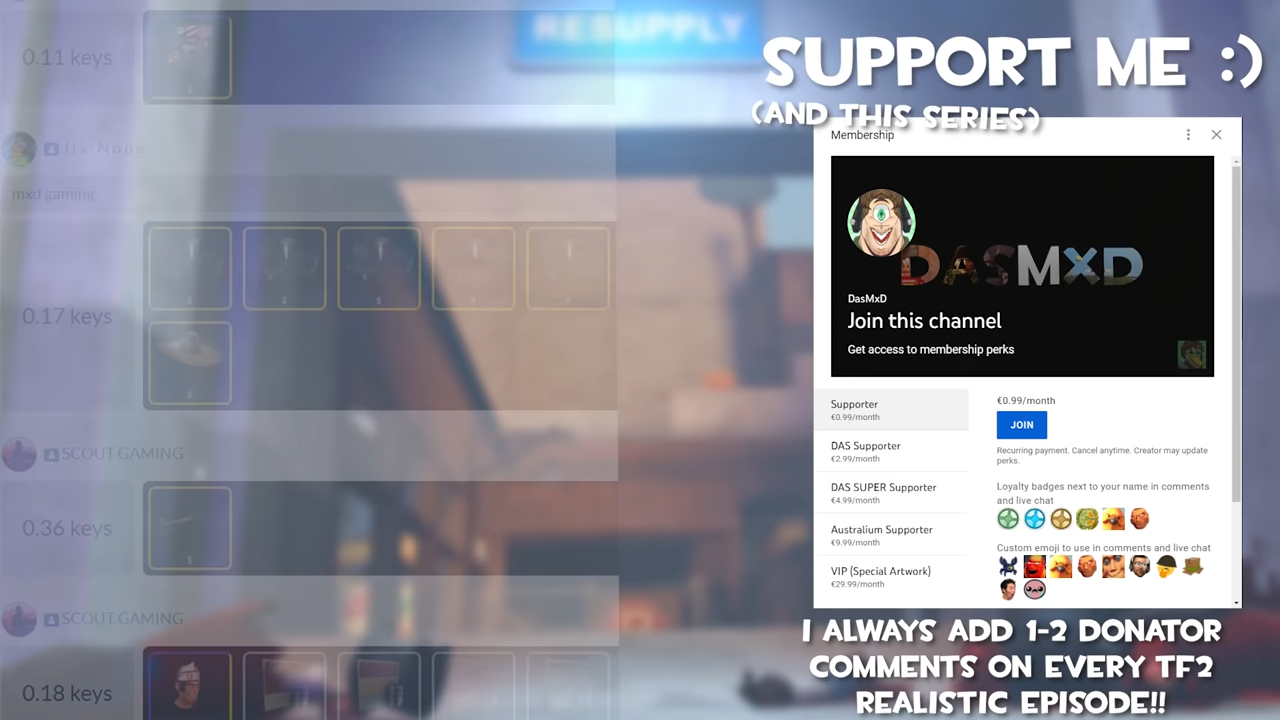 RESUPPLY
SUPPORT ME :)
(AND THIS SERIES)
0.11 keys
Jix:Nope
mxd gaming
0.17 keys
SCOUT GAMING
0.36 keys
SCOUT GAMING
0.18 keys
Membership
DASMXD
DasMxD
Join this channel
Get access to membership perks
Supporter
€0.99/month
DAS Supporter
€2.99/month
DAS SUPER Supporter
€4.99/month
Australium Supporter
€9.99/month
VIP (Special Artwork)
€29.99/month
€0.99/month
JOIN
Recurring payment. Cancel anytime. Creator may update
perks.
Loyalty badges next to your name in comments
and live chat
Custom emoji to use in comments and live chat
I ALWAYS ADD 1-2 DONATOR
COMMENTS ON EVERY TF2
REALISTIC EPISODE!!